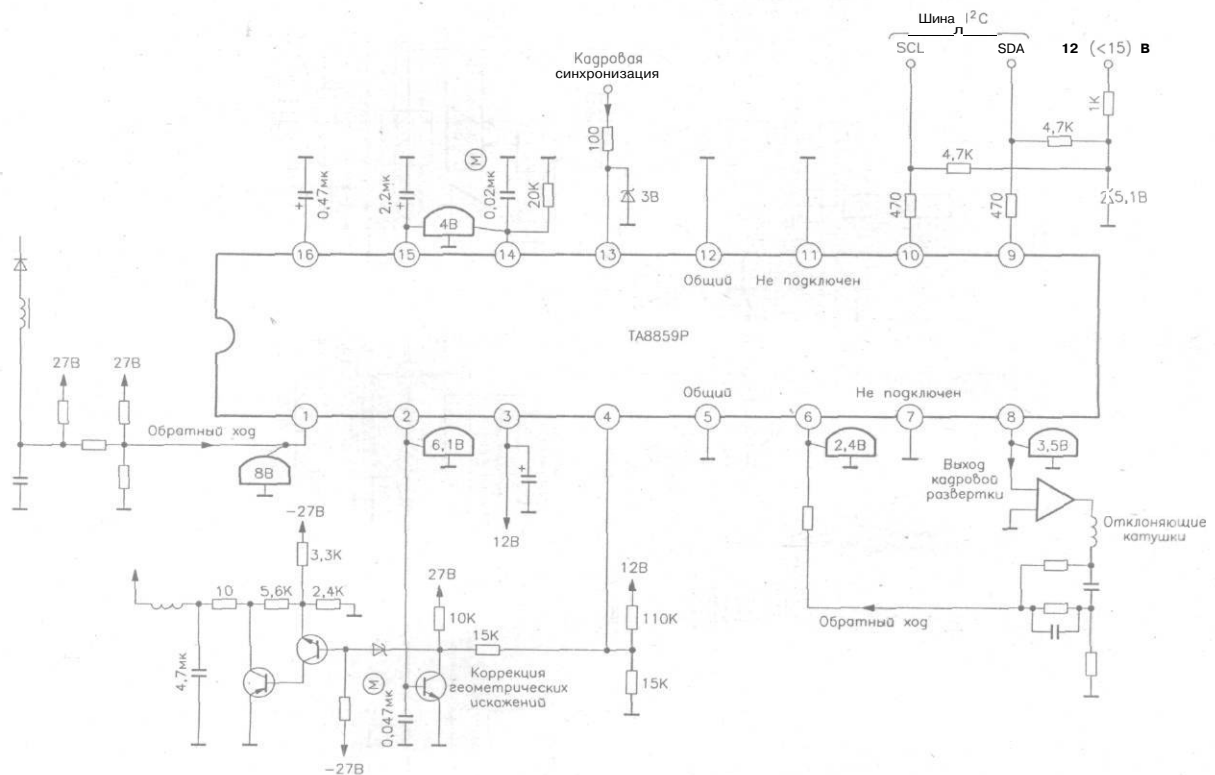 Шина I²C
л
SCL
SDA
12 (<15) В
Кадровая
синхронизация
1К
4,7К
4,7К
100
М
0,47мк
2,2мк
0,02мк
20К
3В
470
470
5,1В
4В
16
15
14
13
12
11
10
9
Общий
Не подключен
TA8859P
27В
27В
Общий
Не подключен
1
2
3
4
5
6
7
8
Обратный ход
8В
6,1В
2,4В
3,5В
Выход
кадровой
развертки
Отклоняющие
катушки
12В
-27В
3,3К
27В
12В
10
5,6К
2,4К
10К
110К
Обратный ход
15К
4,7мк
М
Коррекция
геометрических
искажений
15К
0,047мк
-27В